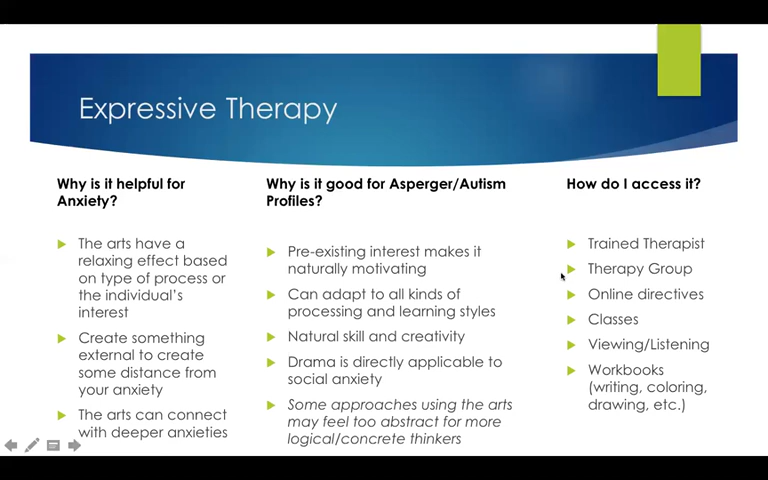 Expressive Therapy
Why is it helpful for
Anxiety?
The arts have a
relaxing effect based
on type of process or
the individual's
interest
Create something
external to create
some distance from
your anxiety
The arts can connect
with deeper anxieties
Why is it good for Asperger/Autism
Profiles?
Pre-existing interest makes it
naturally motivating
Can adapt to all kinds of
processing and learning styles
Natural skill and creativity
Drama is directly applicable to
social anxiety
Some approaches using the arts
may feel too abstract for more
logical/concrete thinkers
How do I access it?
Trained Therapist
Therapy Group
Online directives
Classes
Viewing/Listening
Workbooks
(writing, coloring,
drawing, etc.)